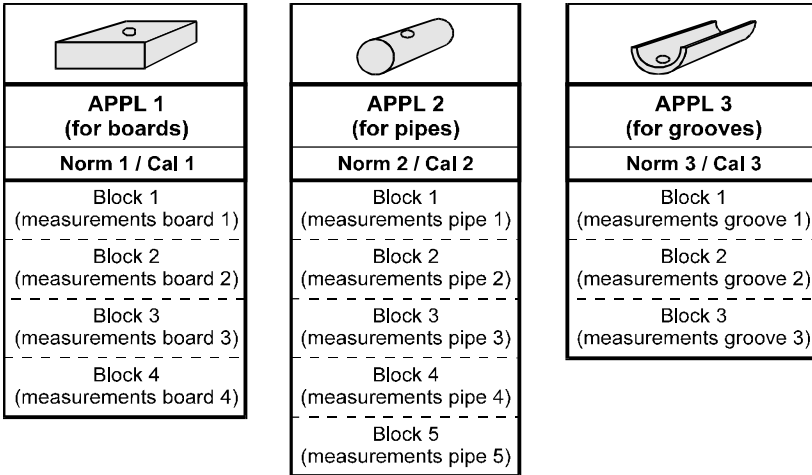 APPL 1
(for boards)
Norm 1 / Cal 1
Block 1
(measurements board 1)
Block 2
(measurements board 2)
Block 3
(measurements board 3)
Block 4
(measurements board 4)
APPL 2
(for pipes)
Norm 2 / Cal 2
Block 1
(measurements pipe 1)
Block 2
(measurements pipe 2)
Block 3
(measurements pipe 3)
Block 4
(measurements pipe 4)
Block 5
(measurements pipe 5)
APPL 3
(for grooves)
Norm 3 / Cal 3
Block 1
(measurements groove 1)
Block 2
(measurements groove 2)
Block 3
(measurements groove 3)